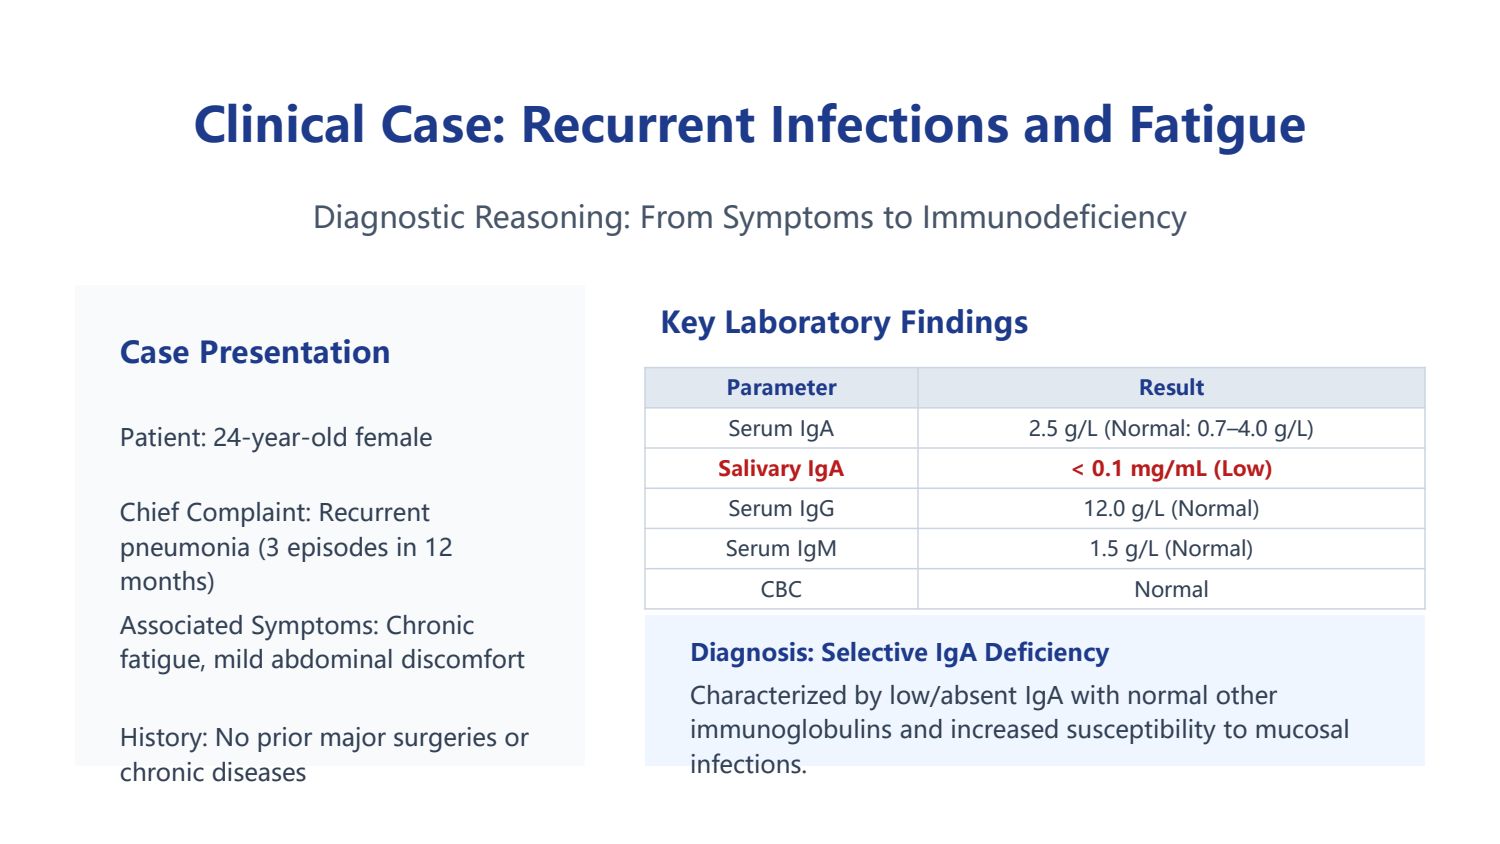 Clinical Case: Recurrent Infections and Fatigue
Diagnostic Reasoning: From Symptoms to Immunodeficiency
Case Presentation
Patient: 24-year-old female
Chief Complaint: Recurrent
pneumonia (3 episodes in 12
months)
Associated Symptoms: Chronic
fatigue, mild abdominal discomfort
History: No prior major surgeries or
chronic diseases
Key Laboratory Findings
Parameter Result
Serum IgA 2.5 g/L (Normal: 0.7–4.0 g/L)
Salivary IgA < 0.1 mg/mL (Low)
Serum IgG 12.0 g/L (Normal)
Serum IgM 1.5 g/L (Normal)
CBC Normal
Diagnosis: Selective IgA Deficiency
Characterized by low/absent IgA with normal other
immunoglobulins and increased susceptibility to mucosal
infections.